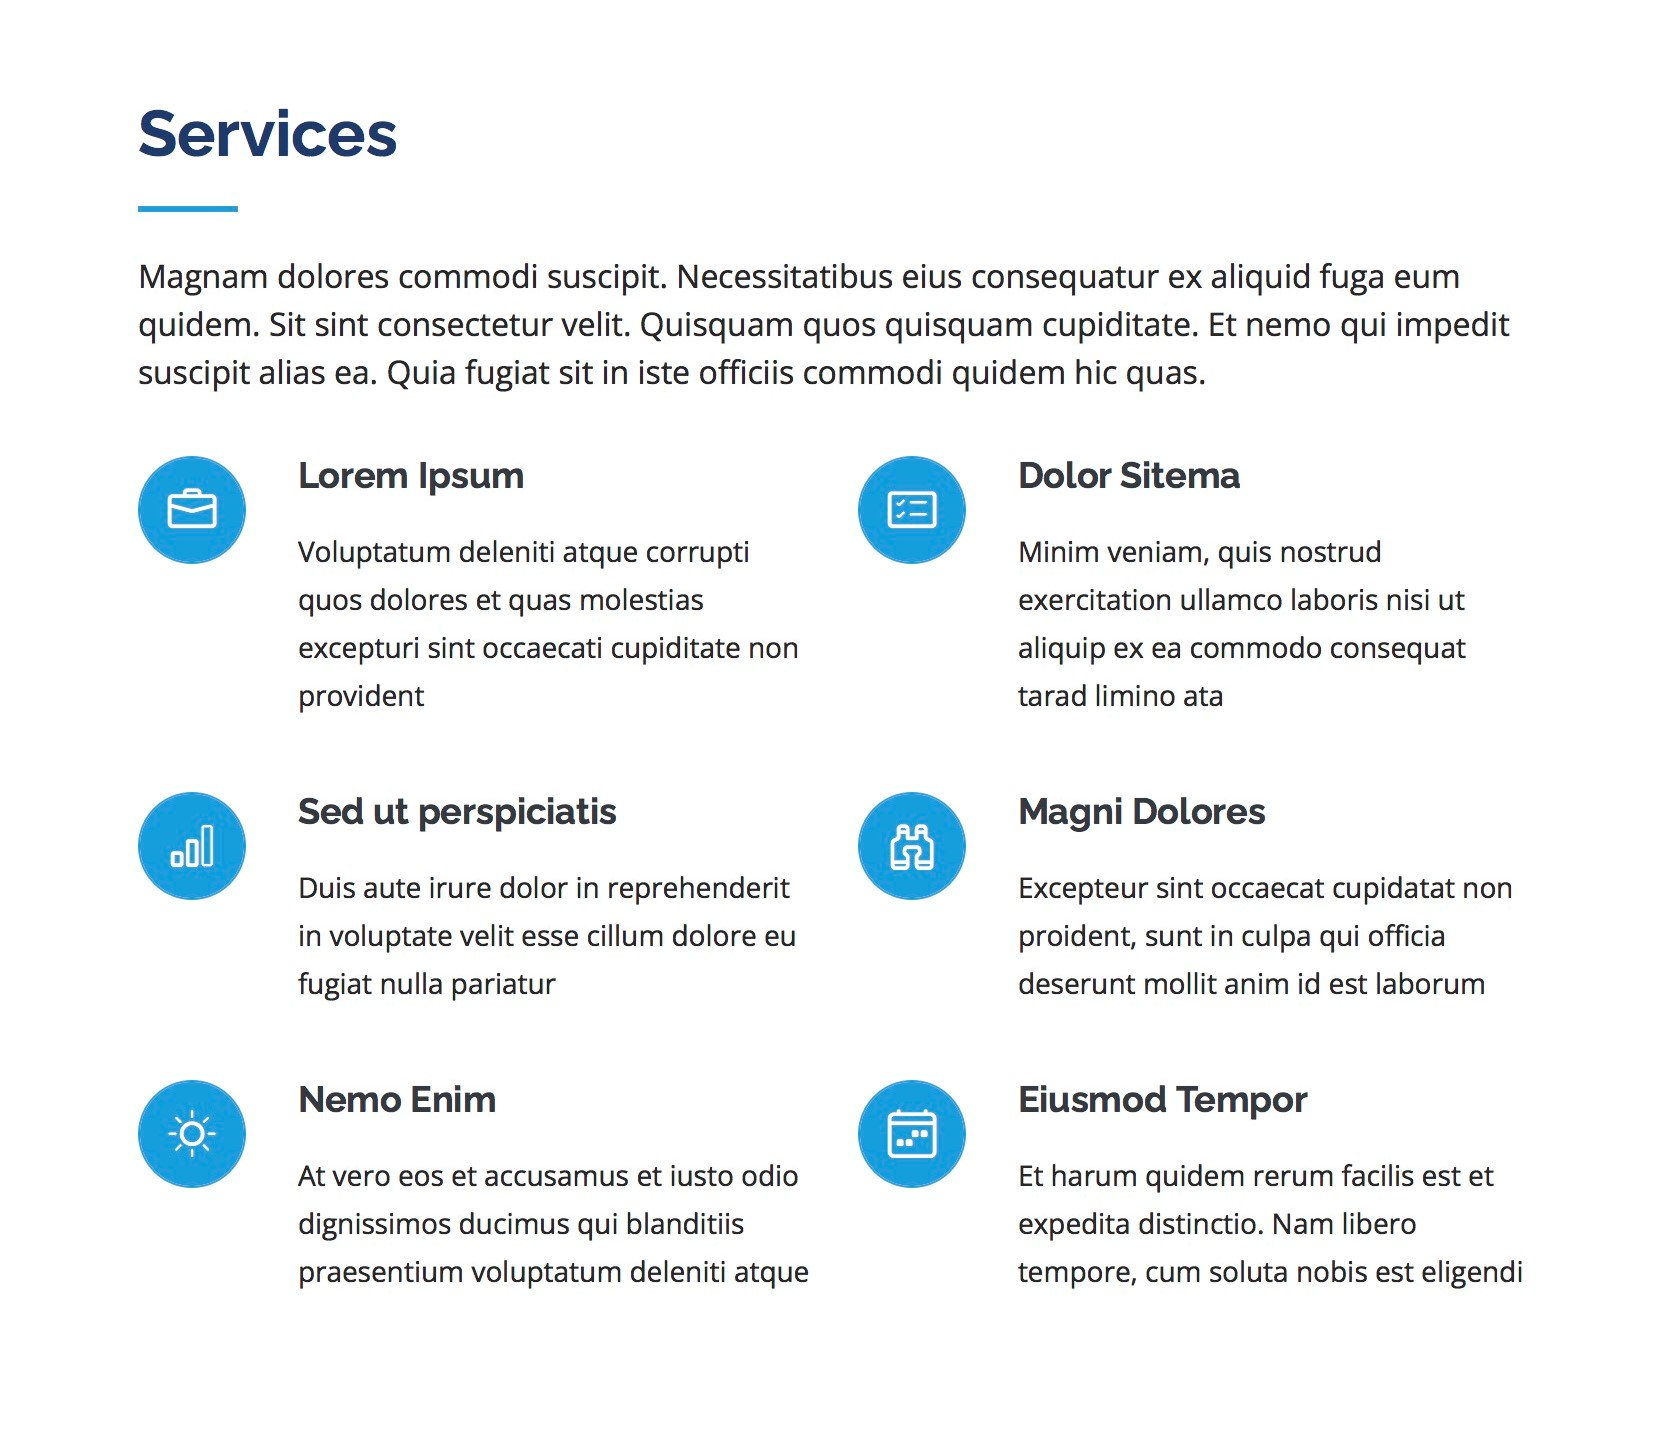 Services
Magnam dolores commodi suscipit. Necessitatibus eius consequatur ex aliquid fuga eum
quidem. Sit sint consectetur velit. Quisquam quos quisquam cupiditate. Et nemo qui impedit
suscipit alias ea. Quia fugiat sit in iste officiis commodi quidem hic quas.
Lorem Ipsum
Voluptatum deleniti atque corrupti
quos dolores et quas molestias
excepturi sint occaecati cupiditate non
provident
Dolor Sitema
Minim veniam, quis nostrud
exercitation ullamco laboris nisi ut
aliquip ex ea commodo consequat
tarad limino ata
Sed ut perspiciatis
Duis aute irure dolor in reprehenderit
in voluptate velit esse cillum dolore eu
fugiat nulla pariatur
Magni Dolores
Excepteur sint occaecat cupidatat non
proident, sunt in culpa qui officia
deserunt mollit anim id est laborum
Nemo Enim
At vero eos et accusamus et iusto odio
dignissimos ducimus qui blanditiis
praesentium voluptatum deleniti atque
Eiusmod Tempor
Et harum quidem rerum facilis est et
expedita distinctio. Nam libero
tempore, cum soluta nobis est eligendi